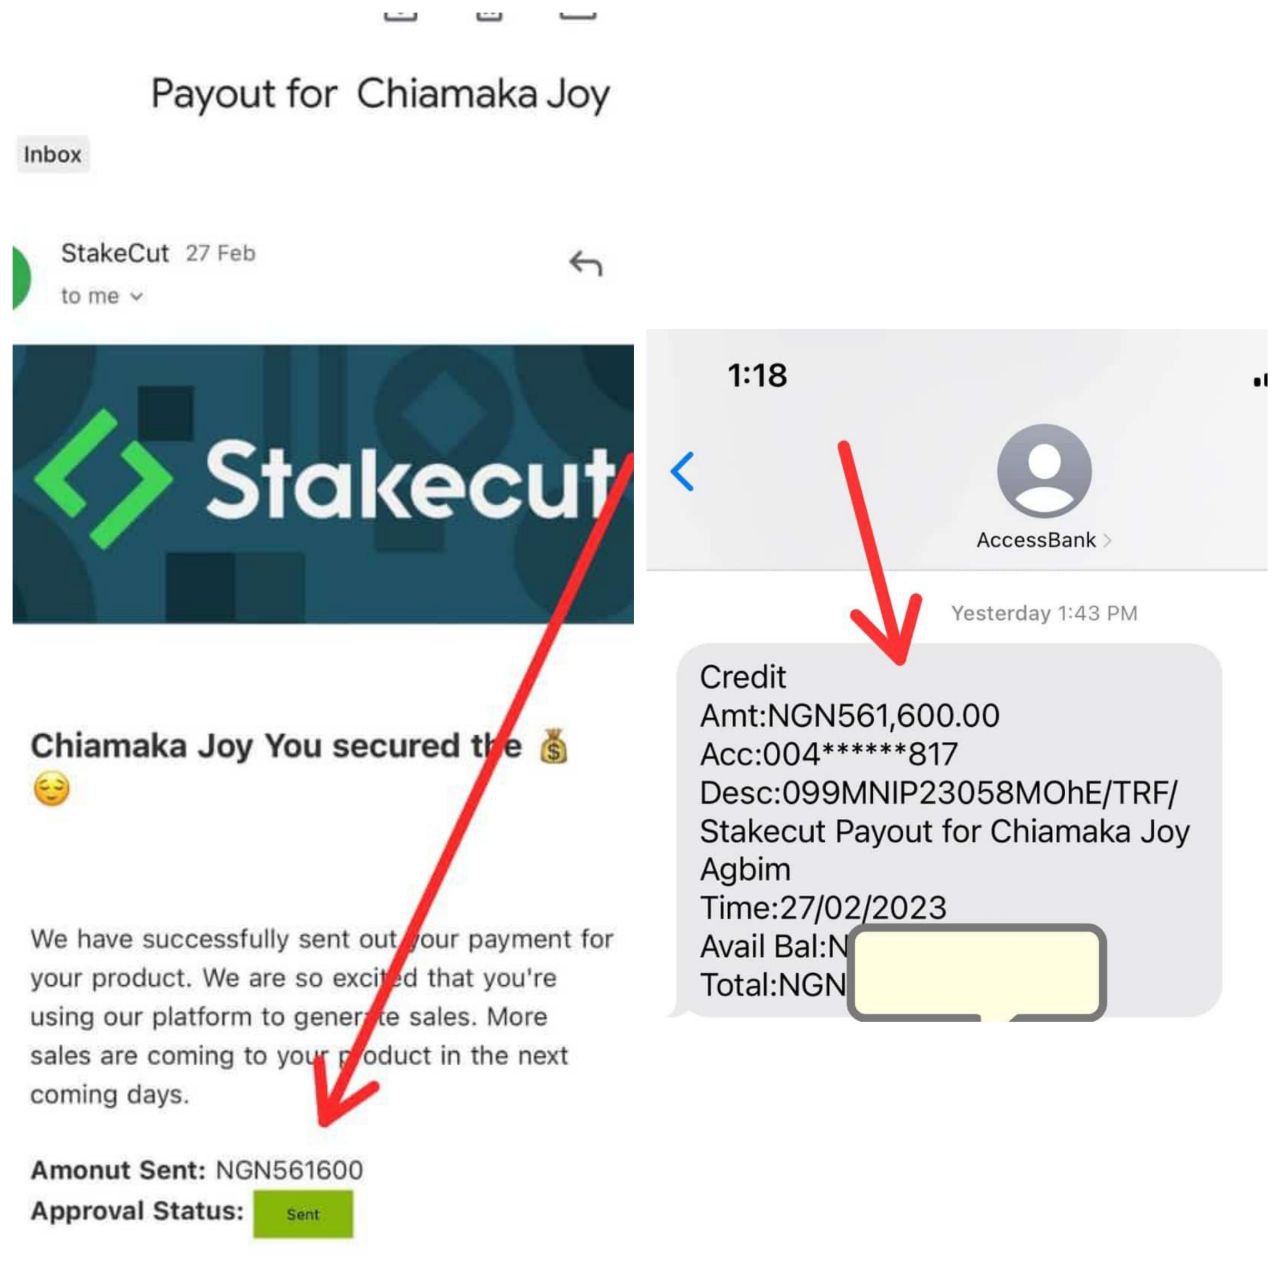 Payout for Chiamaka Joy
Inbox
StakeCut 27 Feb
to me
Stakecut
Chiamaka Joy You secured the 💰
😌
We have successfully sent out your payment for
your product. We are so excited that you're
using our platform to generate sales. More
sales are coming to your product in the next
coming days.
Amonut Sent: NGN561600
Approval Status: Sent
1:18
AccessBank
Yesterday 1:43 PM
Credit
Amt:NGN561,600.00
Acc:004******817
Desc:099MNIP23058MOhE/TRF/
Stakecut Payout for Chiamaka Joy
Agbim
Time:27/02/2023
Avail Bal:N
Total:NGN